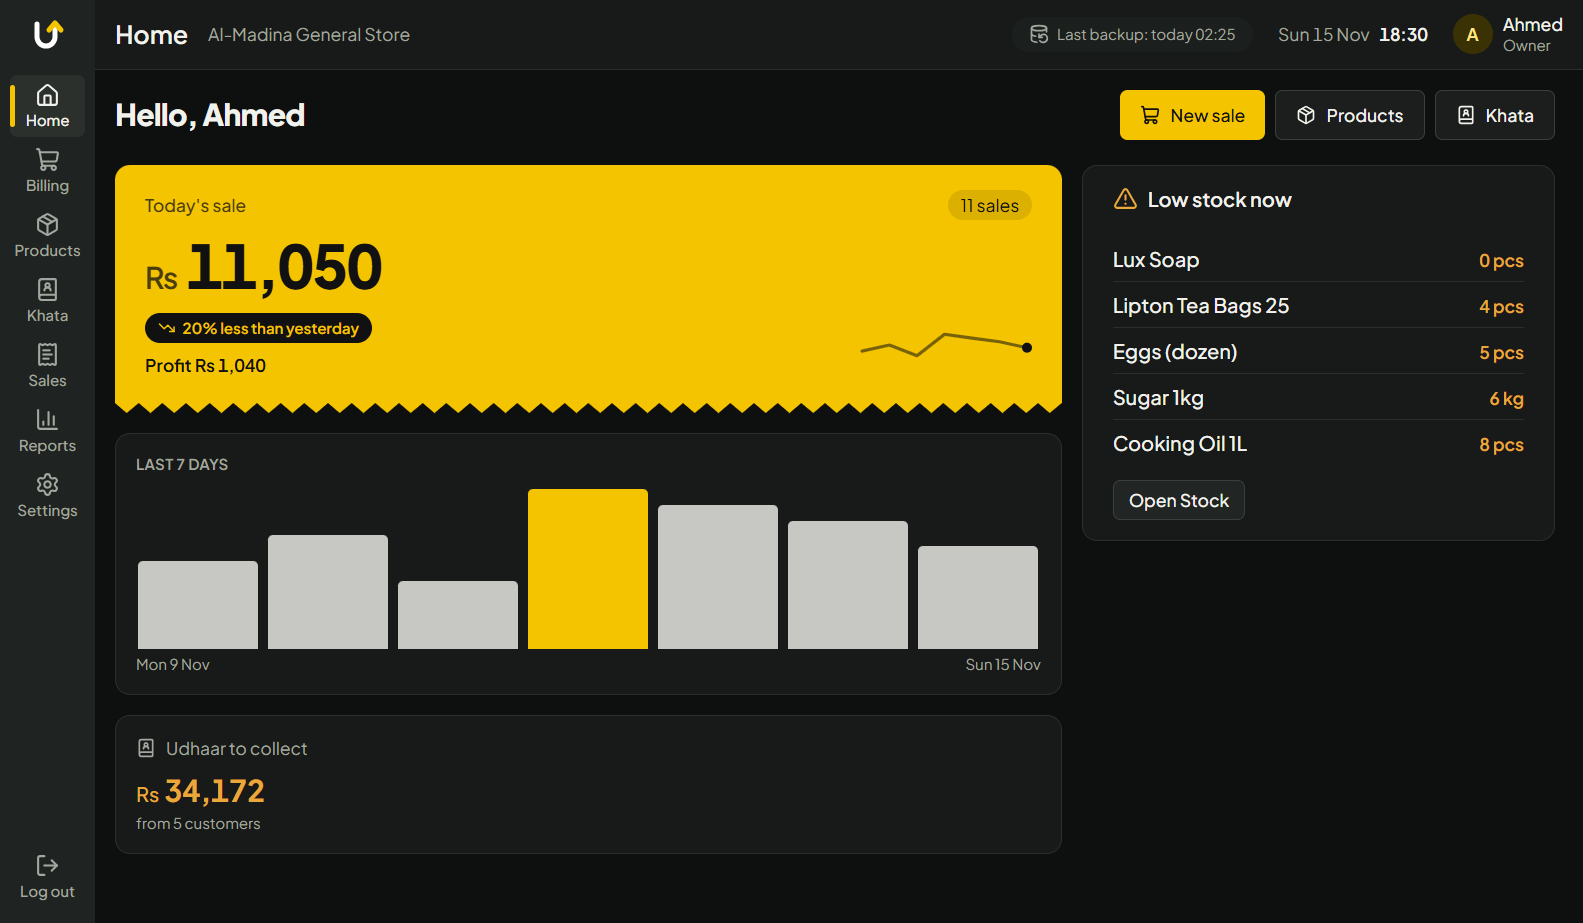 Home
Al-Madina General Store
Last backup: today 02:25
Sun 15 Nov 18:30
A
Ahmed
Owner
Home
Billing
Products
Khata
Sales
Reports
Settings
Log out
Hello, Ahmed
New sale
Products
Khata
Today's sale
11 sales
Rs 11,050
20% less than yesterday
Profit Rs 1,040
LAST 7 DAYS
Mon 9 Nov
Sun 15 Nov
Udhaar to collect
Rs 34,172
from 5 customers
Low stock now
Lux Soap 0 pcs
Lipton Tea Bags 25 4 pcs
Eggs (dozen) 5 pcs
Sugar 1kg 6 kg
Cooking Oil 1L 8 pcs
Open Stock